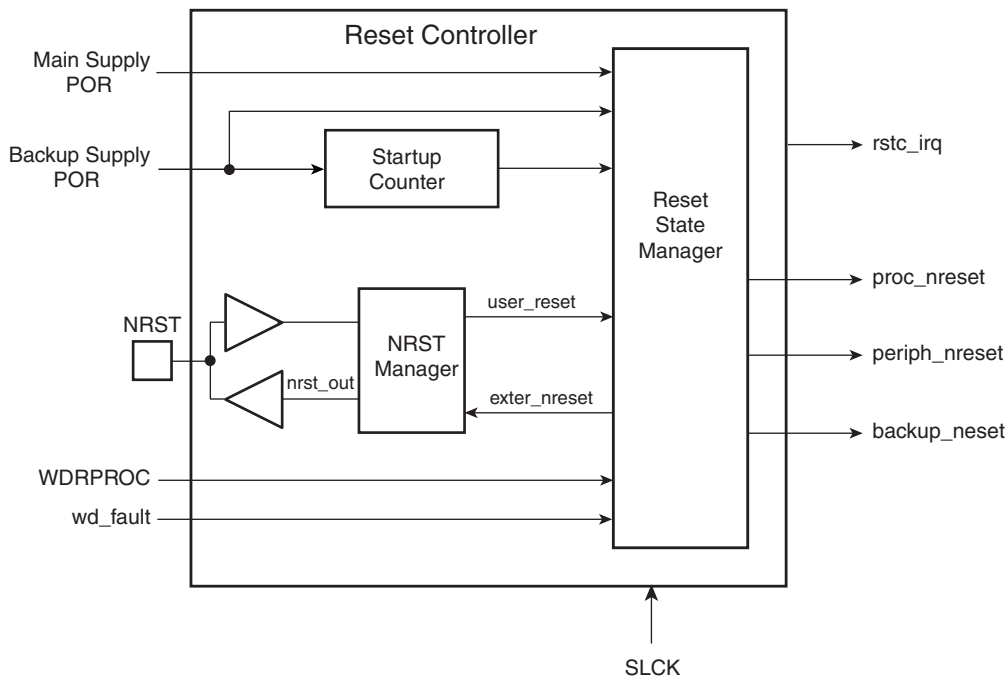 Reset Controller
Main Supply
POR
Backup Supply
POR
Startup
Counter
rstc_irq
Reset
State
Manager
proc_nreset
user_reset
NRST
NRST
Manager
periph_nreset
nrst_out
exter_nreset
backup_neset
WDRPROC
wd_fault
SLCK